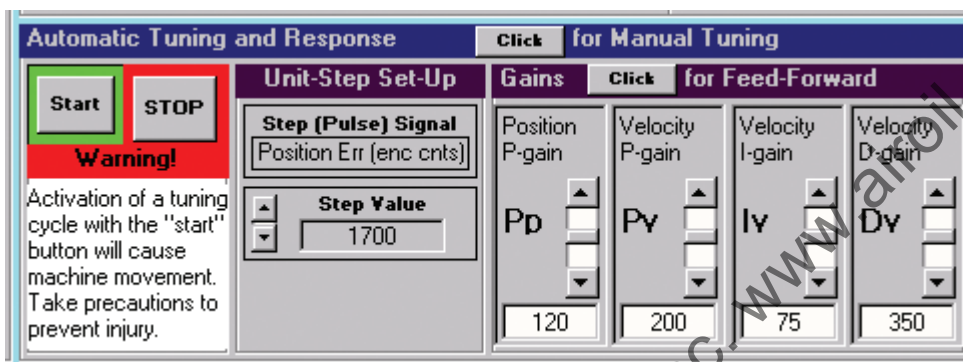 Automatic Tuning and Response Click for Manual Tuning
Start STOP
Warning!
Activation of a tuning
cycle with the "start"
button will cause
machine movement.
Take precautions to
prevent injury.
Unit-Step Set-Up
Step (Pulse) Signal
Position Err (enc cnts)
Step Value
1700
Gains Click for Feed-Forward
Position
P-gain
Pp
120
Velocity
P-gain
Pv
200
Velocity
I-gain
Iv
75
Velocity
D-gain
Dv
350
c. www.airoil